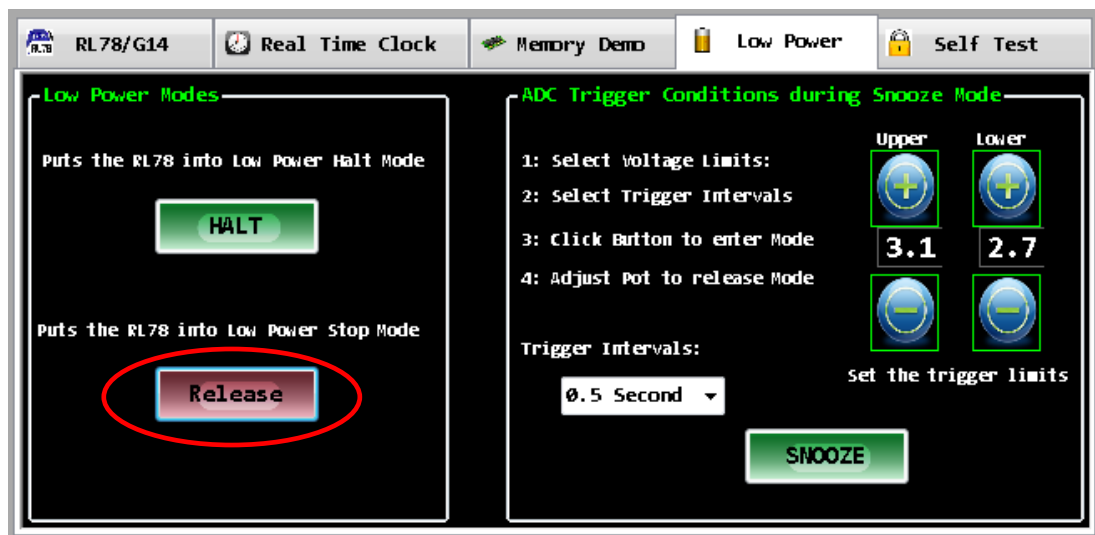 RL78/G14
Real Time Clock
Memory Demo
Low Power
Self Test
Low Power Modes
Puts the RL78 into Low Power Halt Mode
HALT
Puts the RL78 into Low Power Stop Mode
Release
ADC Trigger Conditions during Snooze Mode
Upper
Lower
1: Select Voltage Limits:
2: Select Trigger Intervals
3: Click Button to enter Mode
3.1
2.7
4: Adjust Pot to release Mode
Trigger Intervals:
Set the trigger limits
0.5 Second
SNOOZE